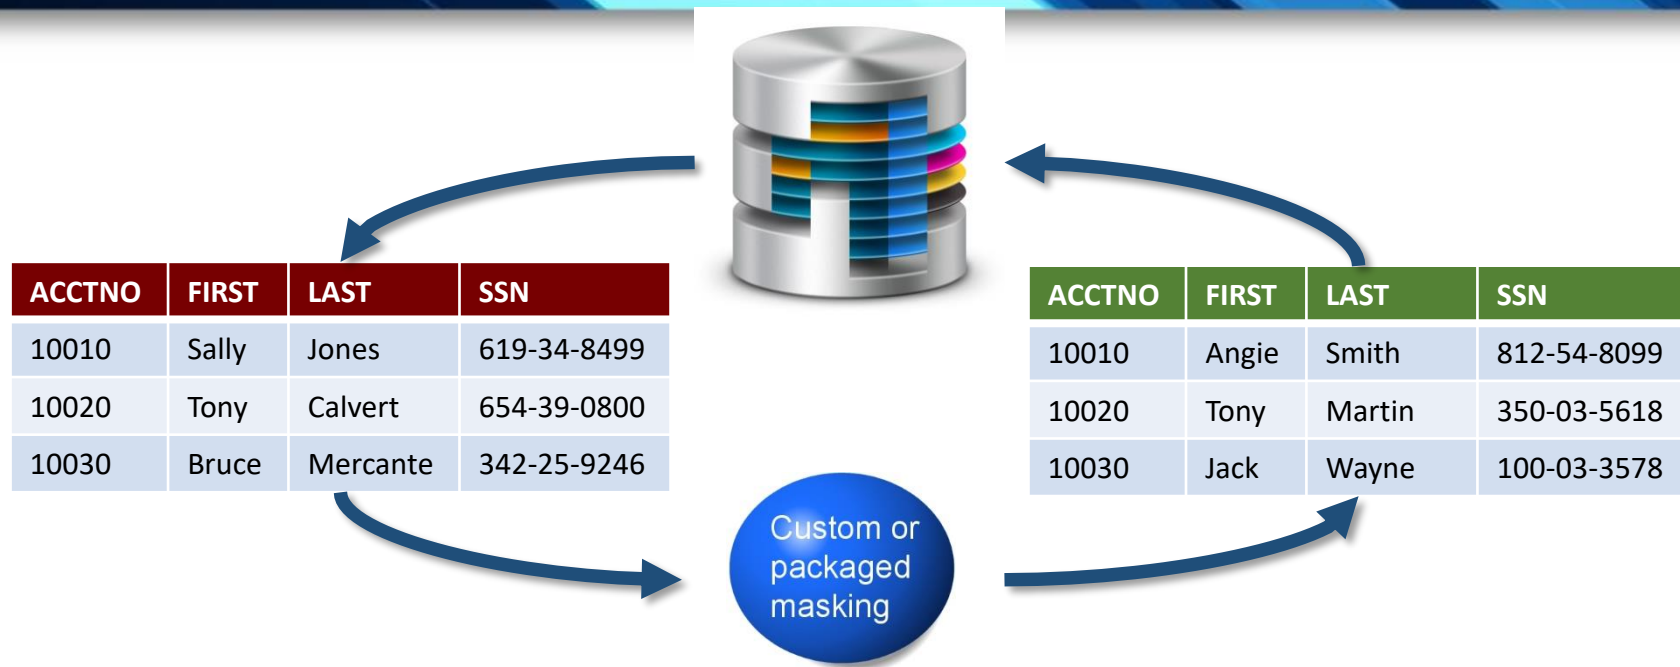 ACCTNO FIRST LAST SSN
10010 Sally Jones 619-34-8499
10020 Tony Calvert 654-39-0800
10030 Bruce Mercante 342-25-9246
Custom or
packaged
masking
ACCTNO FIRST LAST SSN
10010 Angie Smith 812-54-8099
10020 Tony Martin 350-03-5618
10030 Jack Wayne 100-03-3578